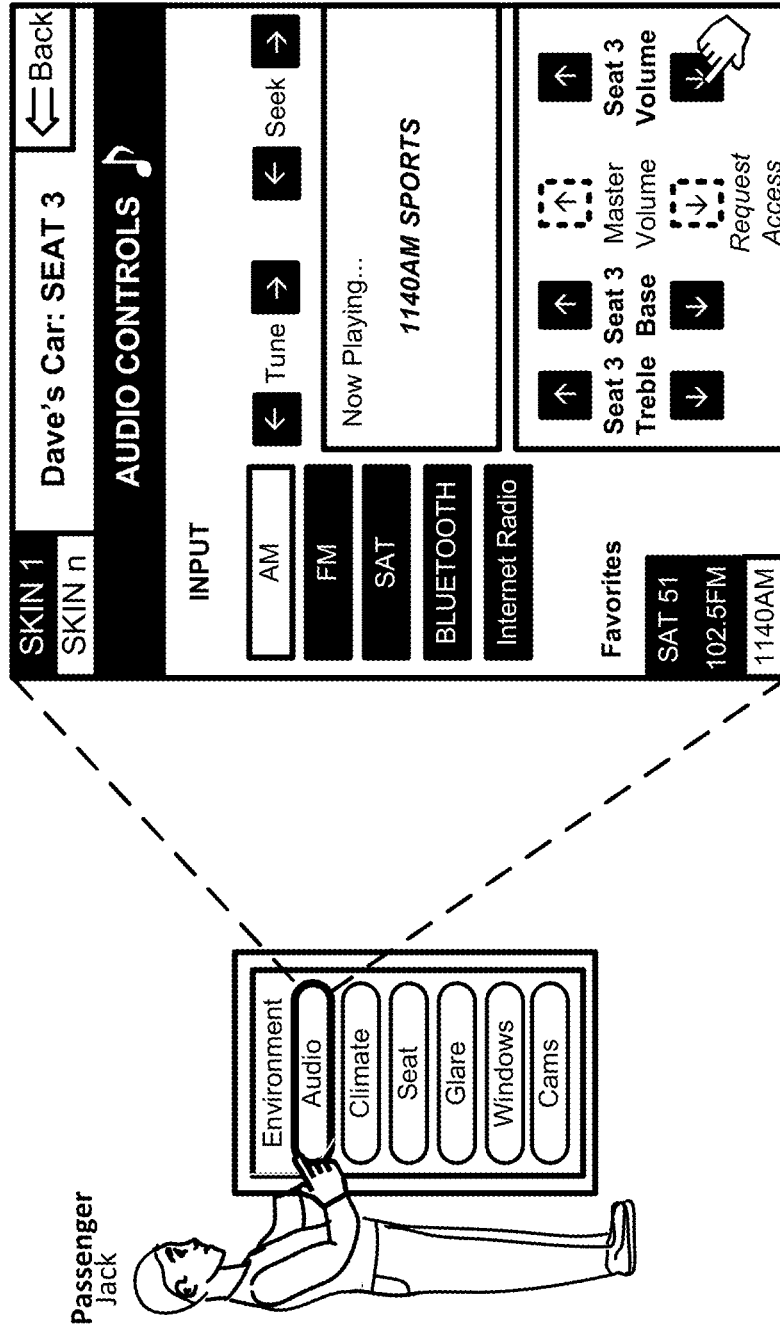 Passenger
Jack
Environment
Audio
Climate
Seat
Glare
Windows
Cams
SKIN 1
SKIN n
Dave's Car: SEAT 3
Back
AUDIO CONTROLS
INPUT
AM
FM
SAT
BLUETOOTH
Internet Radio
Tune
Seek
Now Playing...
1140AM SPORTS
Favorites
SAT 51
102.5FM
1140AM
Seat 3
Treble
Seat 3
Base
Master
Volume
Request
Access
Seat 3
Volume